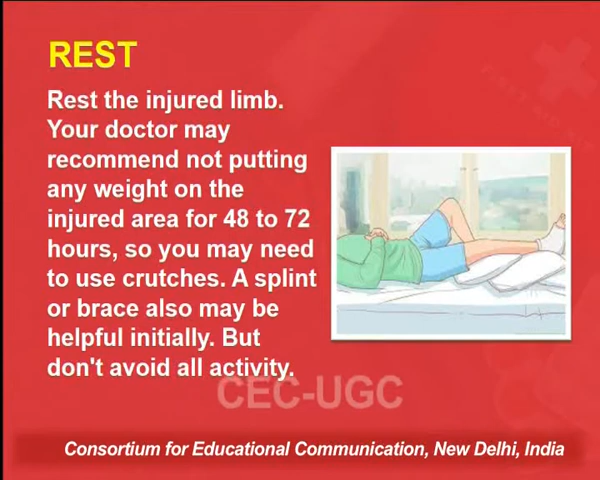 REST
Rest the injured limb.
Your doctor may
recommend not putting
any weight on the
injured area for 48 to 72
hours, so you may need
to use crutches. A splint
or brace also may be
helpful initially. But
don't avoid all activity.
CEC-UGC
Consortium for Educational Communication, New Delhi, India